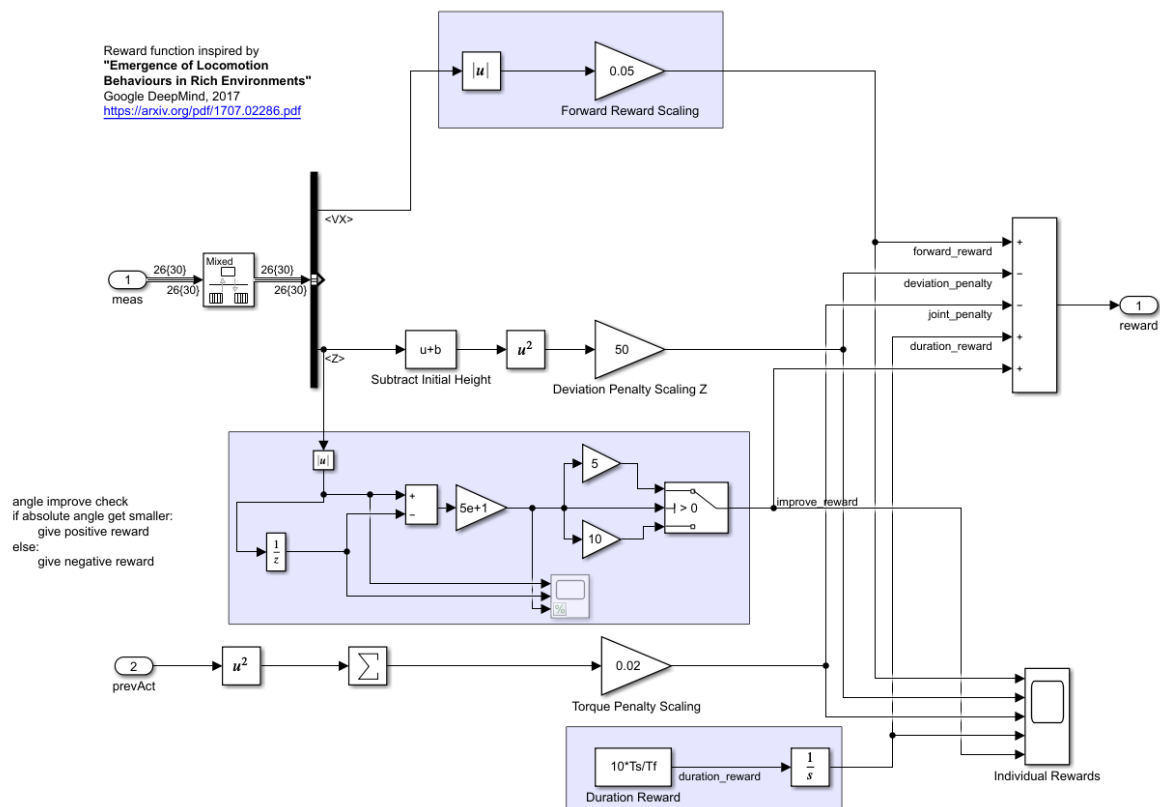 Reward function inspired by
"Emergence of Locomotion
Behaviours in Rich Environments"
Google DeepMind, 2017
https://arxiv.org/pdf/1707.02286.pdf
|u|
0.05
Forward Reward Scaling
<VX>
1
meas
26{30}
26{30}
Mixed
26{30}
26{30}
<Z>
u+b
Subtract Initial Height
u²
50
Deviation Penalty Scaling Z
+
forward_reward
−
deviation_penalty
−
joint_penalty
+
duration_reward
+
1
reward
angle improve check
if absolute angle get smaller:
give positive reward
else:
give negative reward
|u|
1/z
+
−
5e+1
5
10
> 0
improve_reward
2
prevAct
u²
∑
0.02
Torque Penalty Scaling
10*Ts/Tf
duration_reward
Duration Reward
1/s
Individual Rewards